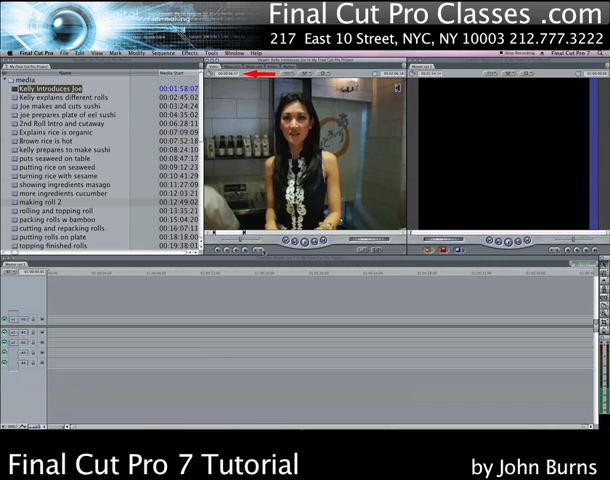 Final Cut Pro Classes .com
217 East 10 Street, NYC, NY 10003 212.777.3222
Final Cut Pro File Edit View Mark Modify Sequence Effects Tools Window Help
Name Media Start
media
Kelly Introduces Joe 00:01:58:07
Kelly explains different rolls 00:02:45:02
Joe makes and cuts sushi 00:03:24:24
joe prepares plate of eel sushi 00:04:47:15
2nd Roll Intro and cutaway 00:06:28:11
Explains rice is organic 00:07:09:09
Brown rice is hot 00:07:52:18
kelly prepares to make sushi 00:08:24:10
puts seaweed on table 00:08:47:17
putting rice on seaweed 00:09:12:23
turning rice with sesame 00:10:41:29
showing ingredients masago 00:11:27:09
more ingredients cucumber 00:12:03:21
making roll 2 00:12:49:02
rolling and topping roll 00:13:35:21
packing rolls w bamboo 00:15:04:20
cutting and repacking rolls 00:16:07:11
putting rolls on plate 00:18:18:00
topping finished rolls 00:19:18:01
Final Cut Pro 7 Tutorial
by John Burns